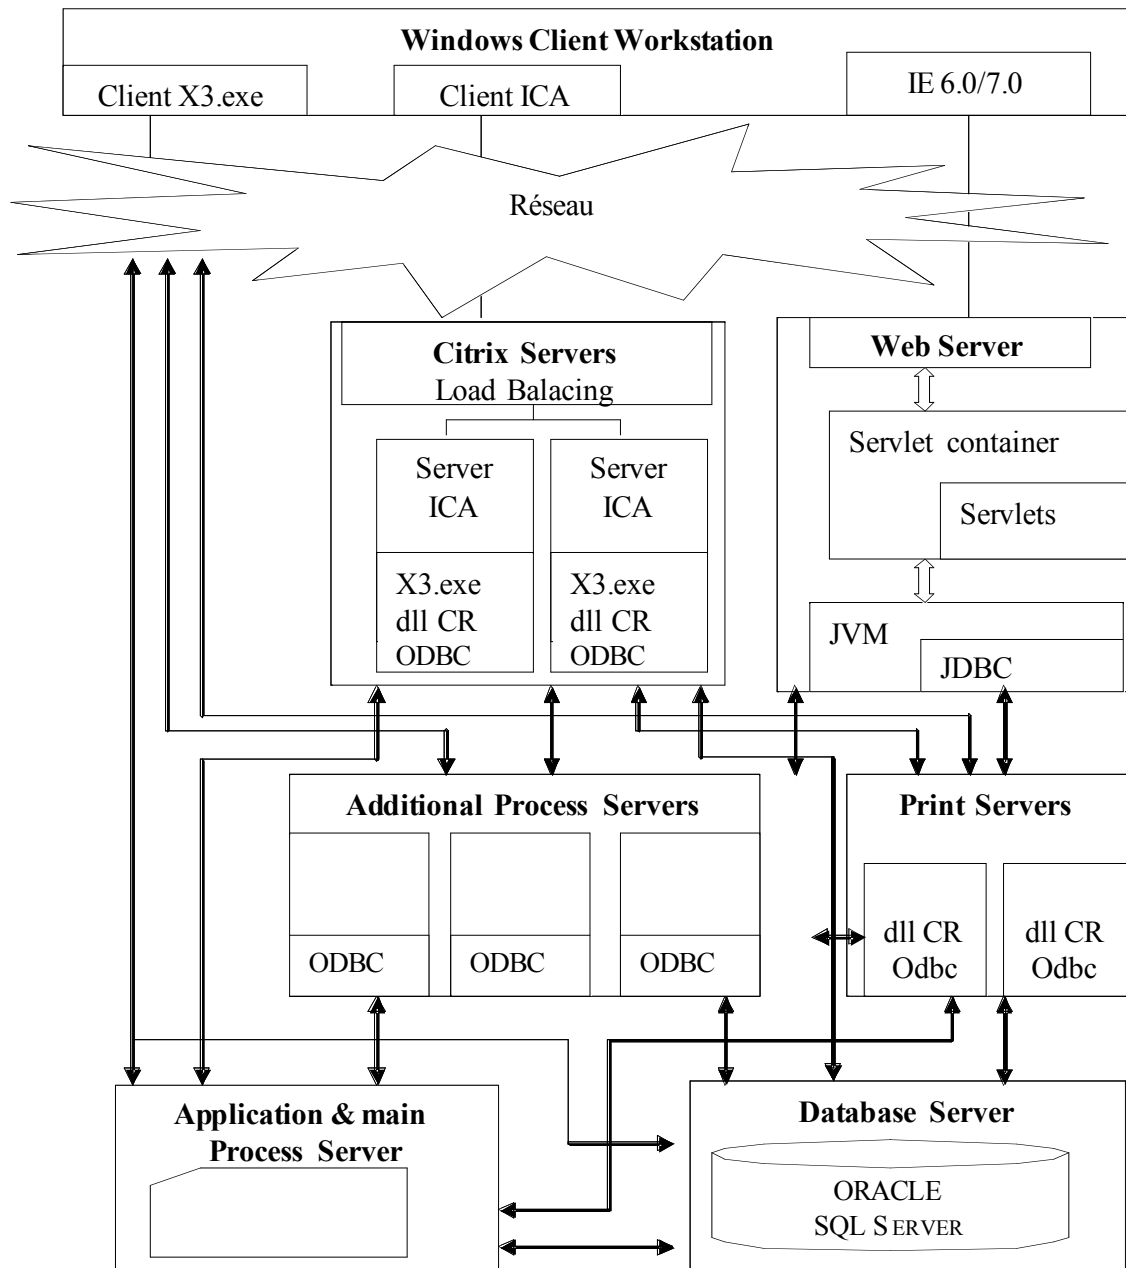 Windows Client Workstation
Client X3.exe
Client ICA
IE 6.0/7.0
Réseau
Citrix Servers
Load Balacing
Server
ICA
Server
ICA
X3.exe
dll CR
ODBC
X3.exe
dll CR
ODBC
Web Server
Servlet container
Servlets
JVM
JDBC
Additional Process Servers
ODBC
ODBC
ODBC
Print Servers
dll CR
Odbc
dll CR
Odbc
Application & main
Process Server
Database Server
ORACLE
SQL SERVER